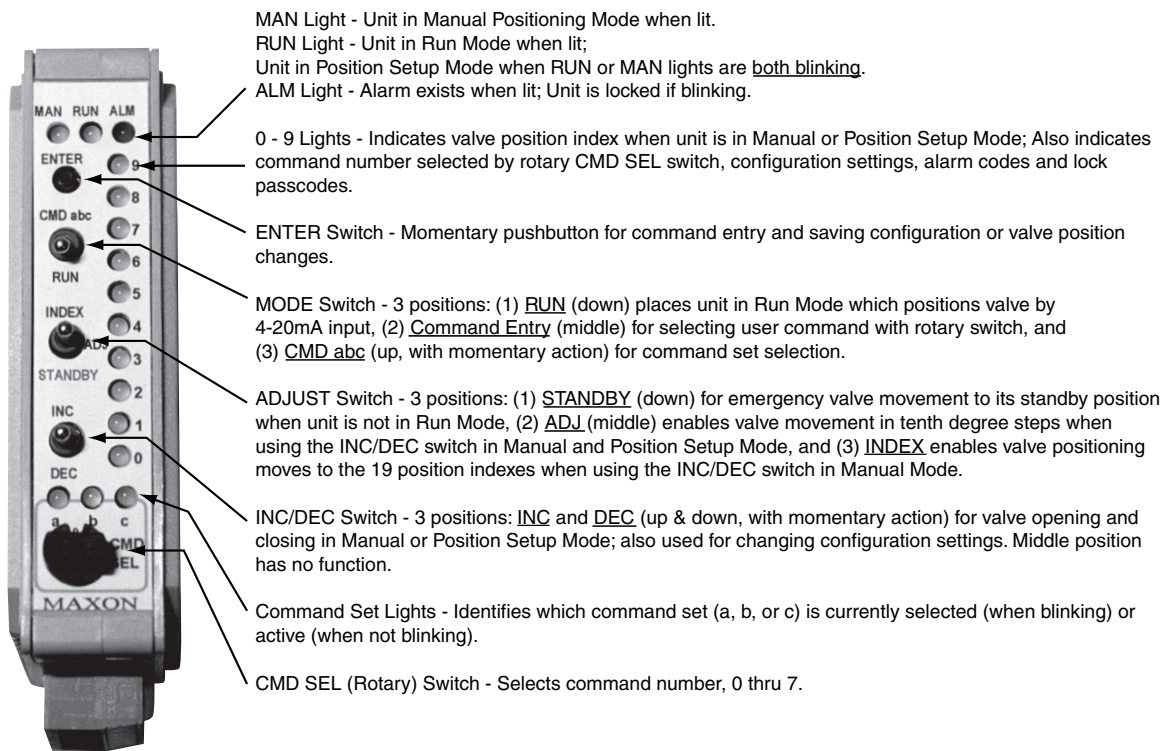 MAN Light - Unit in Manual Positioning Mode when lit.
RUN Light - Unit in Run Mode when lit;
Unit in Position Setup Mode when RUN or MAN lights are both blinking.
ALM Light - Alarm exists when lit; Unit is locked if blinking.
0 - 9 Lights - Indicates valve position index when unit is in Manual or Position Setup Mode; Also indicates
command number selected by rotary CMD SEL switch, configuration settings, alarm codes and lock
passcodes.
ENTER Switch - Momentary pushbutton for command entry and saving configuration or valve position
changes.
MODE Switch - 3 positions: (1) RUN (down) places unit in Run Mode which positions valve by
4-20mA input, (2) Command Entry (middle) for selecting user command with rotary switch, and
(3) CMD abc (up, with momentary action) for command set selection.
ADJUST Switch - 3 positions: (1) STANDBY (down) for emergency valve movement to its standby position
when unit is not in Run Mode, (2) ADJ (middle) enables valve movement in tenth degree steps when
using the INC/DEC switch in Manual and Position Setup Mode, and (3) INDEX enables valve positioning
moves to the 19 position indexes when using the INC/DEC switch in Manual Mode.
INC/DEC Switch - 3 positions: INC and DEC (up & down, with momentary action) for valve opening and
closing in Manual or Position Setup Mode; also used for changing configuration settings. Middle position
has no function.
Command Set Lights - Identifies which command set (a, b, or c) is currently selected (when blinking) or
active (when not blinking).
CMD SEL (Rotary) Switch - Selects command number, 0 thru 7.
MAN RUN ALM
ENTER
9
8
CMD abc
7
6
RUN
5
INDEX
4
ADJ
3
STANDBY
2
INC
1
0
DEC
a b c
CMD
SEL
MAXON